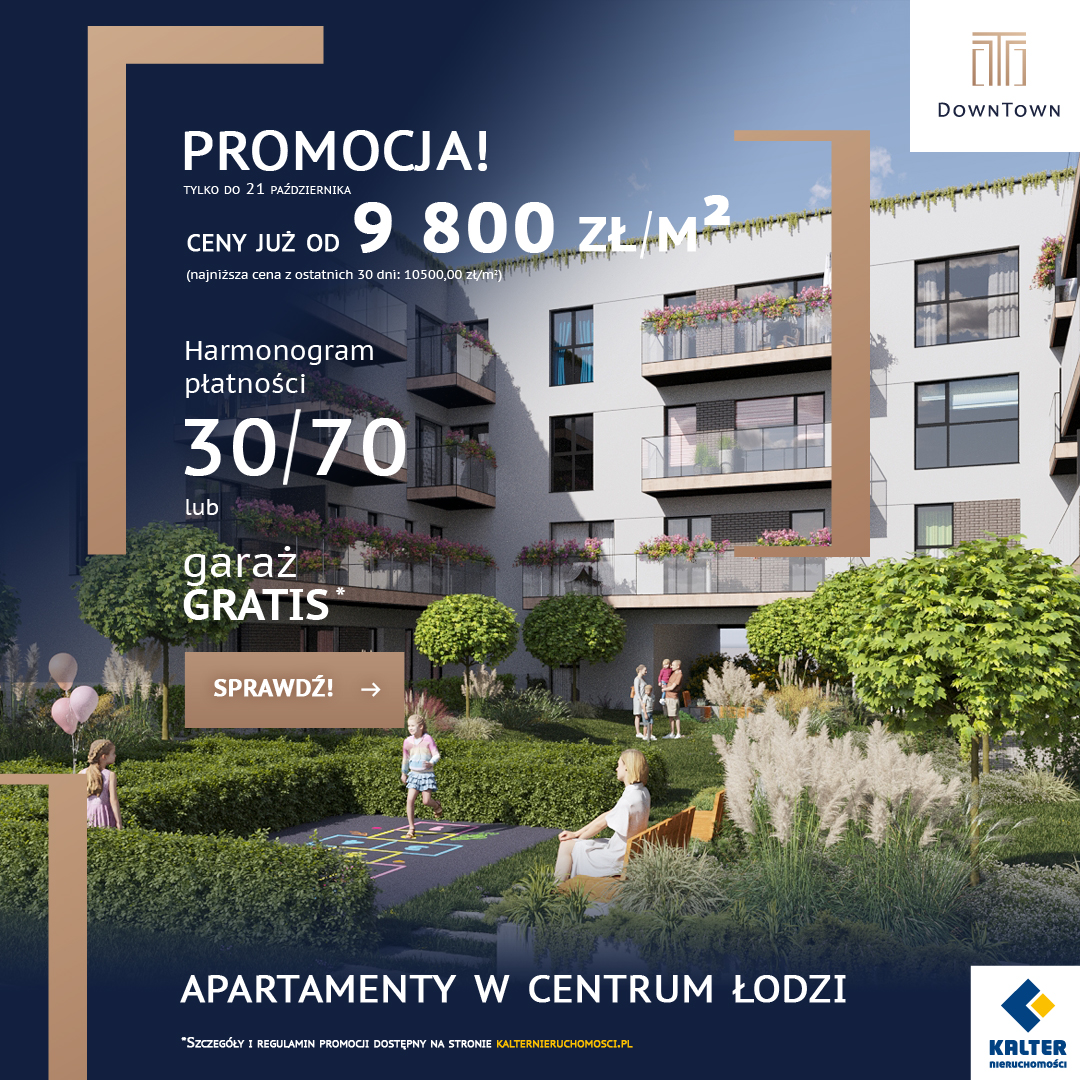 DOWNTOWN
PROMOCJA!
TYLKO DO 21 PAŹDZIERNIKA
CENY JUŻ OD 9 800 ZŁ/M²
(najniższa cena z ostatnich 30 dni: 10500,00 zł/m²)
Harmonogram
płatności
30/70
lub
garaż
GRATIS*
SPRAWDŹ! →
APARTAMENTY W CENTRUM ŁODZI
*SZCZEGÓŁY I REGULAMIN PROMOCJI DOSTĘPNY NA STRONIE KALTERNIERUCHOMOSCI.PL
KALTER
NIERUCHOMOŚCI